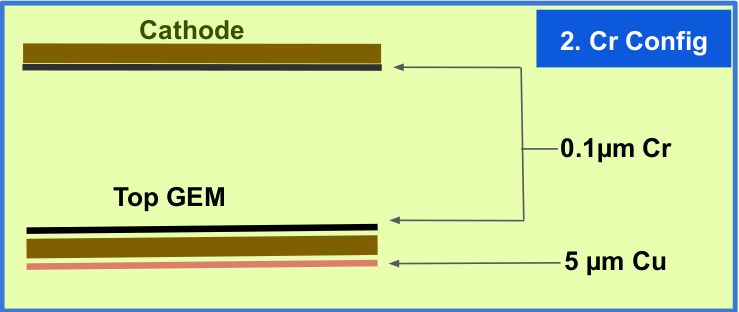 Cathode
2. Cr Config
0.1µm Cr
Top GEM
5 µm Cu